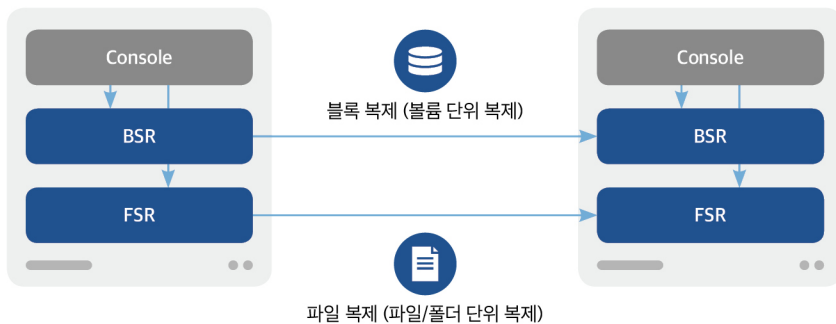 Console
Console
블록 복제 (볼륨 단위 복제)
BSR
BSR
FSR
FSR
파일 복제 (파일/폴더 단위 복제)